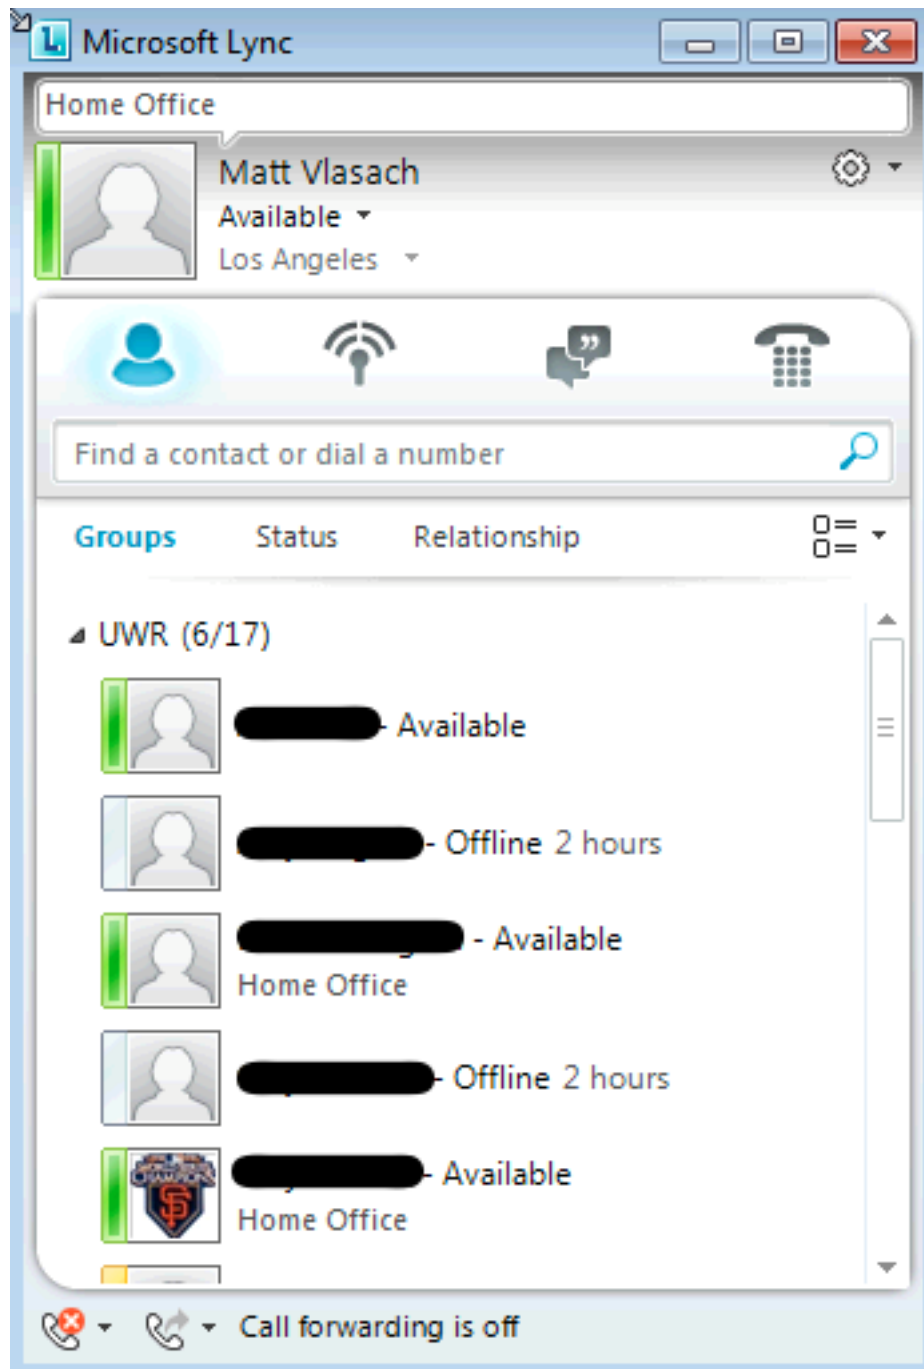 Microsoft Lync
Home Office
Matt Vlasach
Available
Los Angeles
Find a contact or dial a number
Groups Status Relationship
UWR (6/17)
- Available
- Offline 2 hours
- Available
Home Office
- Offline 2 hours
- Available
Home Office
Call forwarding is off